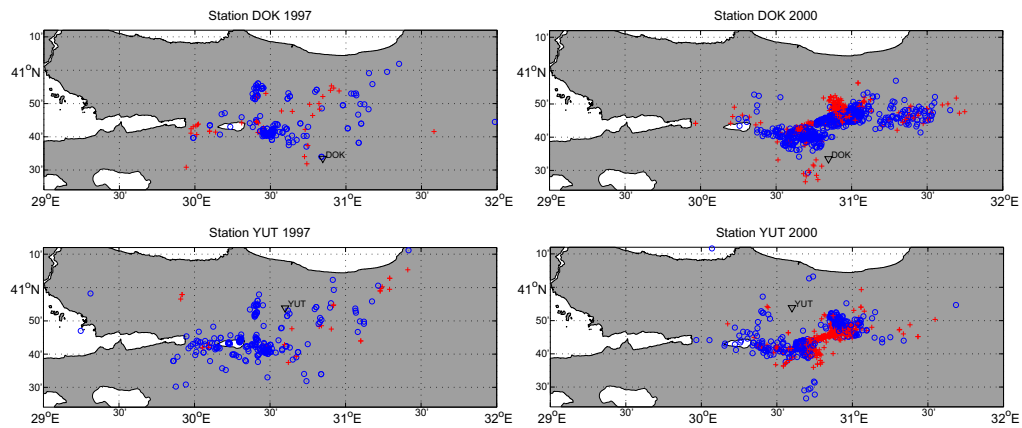 Station DOK 1997
10'
41°N
50'
40'
30'
DOK
29°E
30'
30°E
30'
31°E
30'
32°E
Station DOK 2000
10'
41°N
50'
40'
30'
DOK
29°E
30'
30°E
30'
31°E
30'
32°E
Station YUT 1997
10'
41°N
50'
40'
30'
YUT
29°E
30'
30°E
30'
31°E
30'
32°E
Station YUT 2000
10'
41°N
50'
40'
30'
YUT
29°E
30'
30°E
30'
31°E
30'
32°E